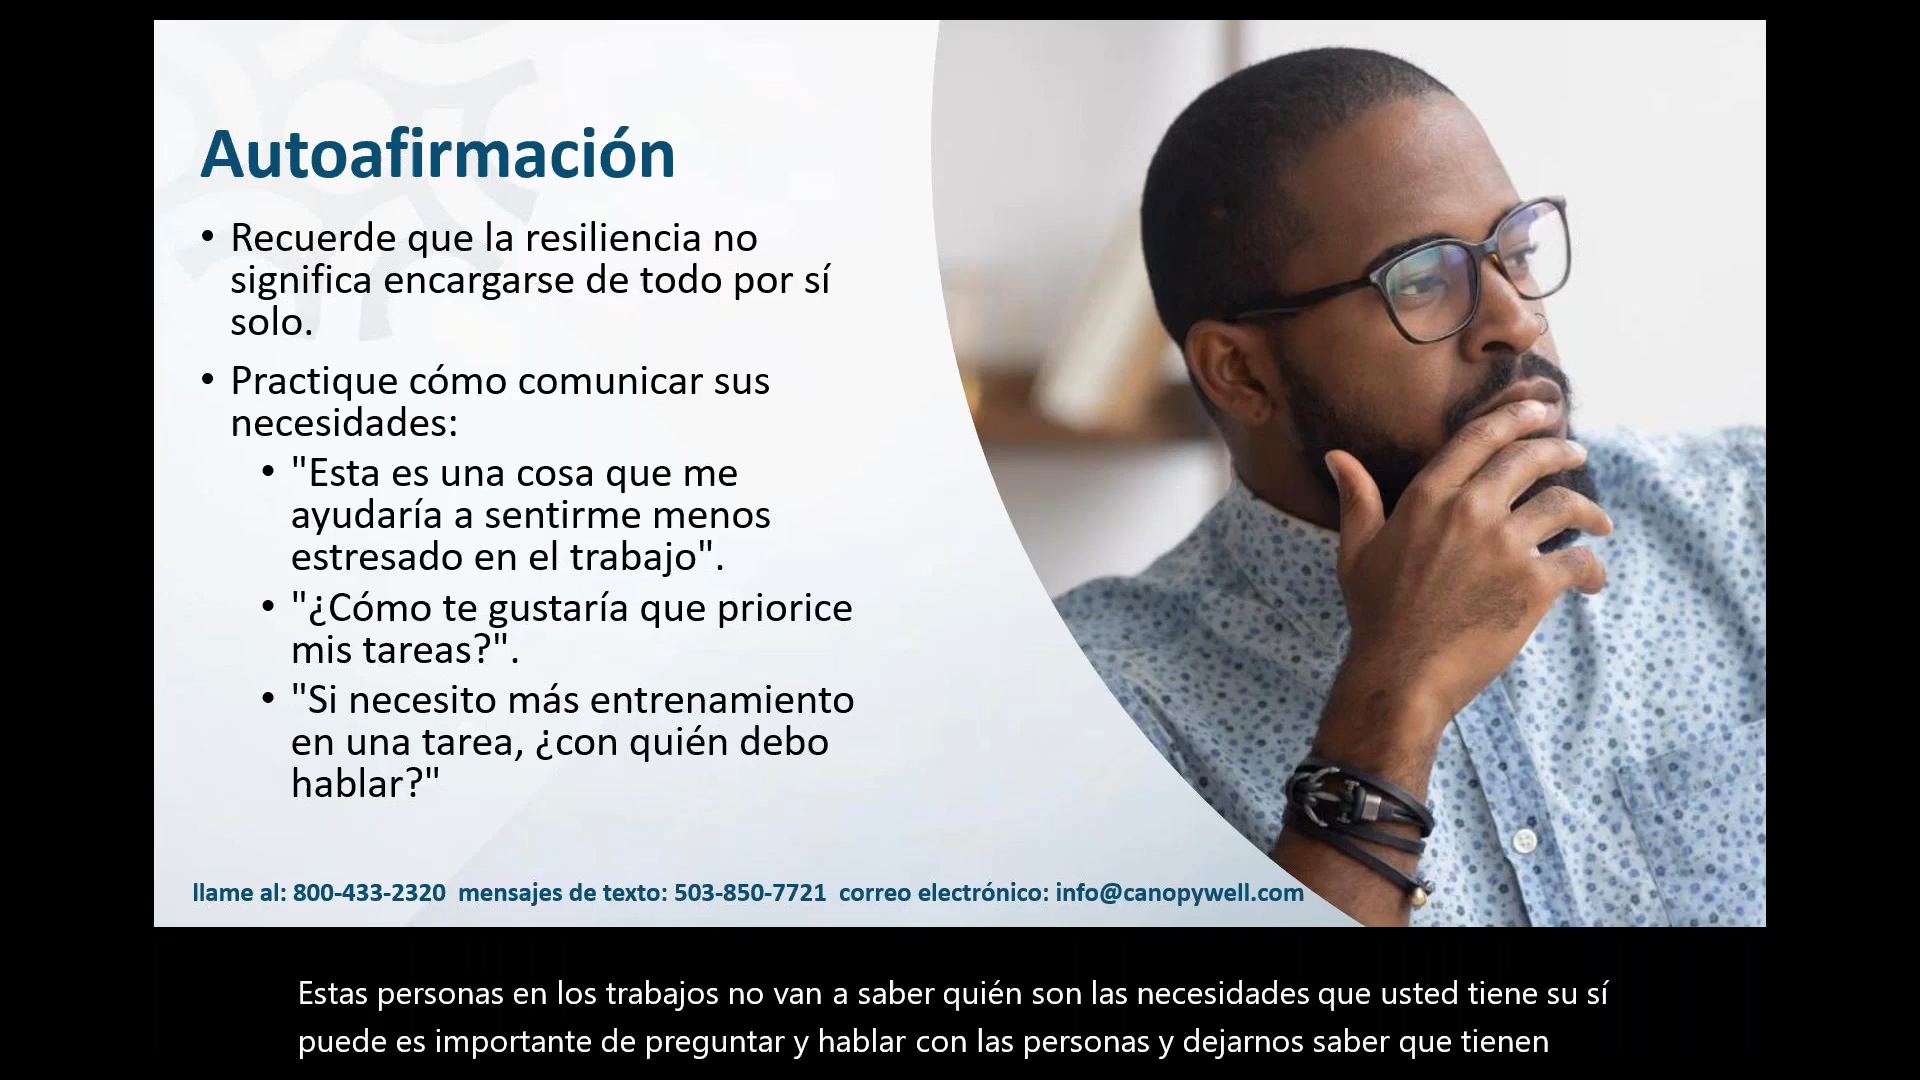 Autoafirmación
• Recuerde que la resiliencia no
significa encargarse de todo por sí
solo.
• Practique cómo comunicar sus
necesidades:
• "Esta es una cosa que me
ayudaría a sentirme menos
estresado en el trabajo".
• "¿Cómo te gustaría que priorice
mis tareas?".
• "Si necesito más entrenamiento
en una tarea, ¿con quién debo
hablar?"
llame al: 800-433-2320 mensajes de texto: 503-850-7721 correo electrónico: info@canopywell.com
Estas personas en los trabajos no van a saber quién son las necesidades que usted tiene su sí
puede es importante de preguntar y hablar con las personas y dejarnos saber que tienen